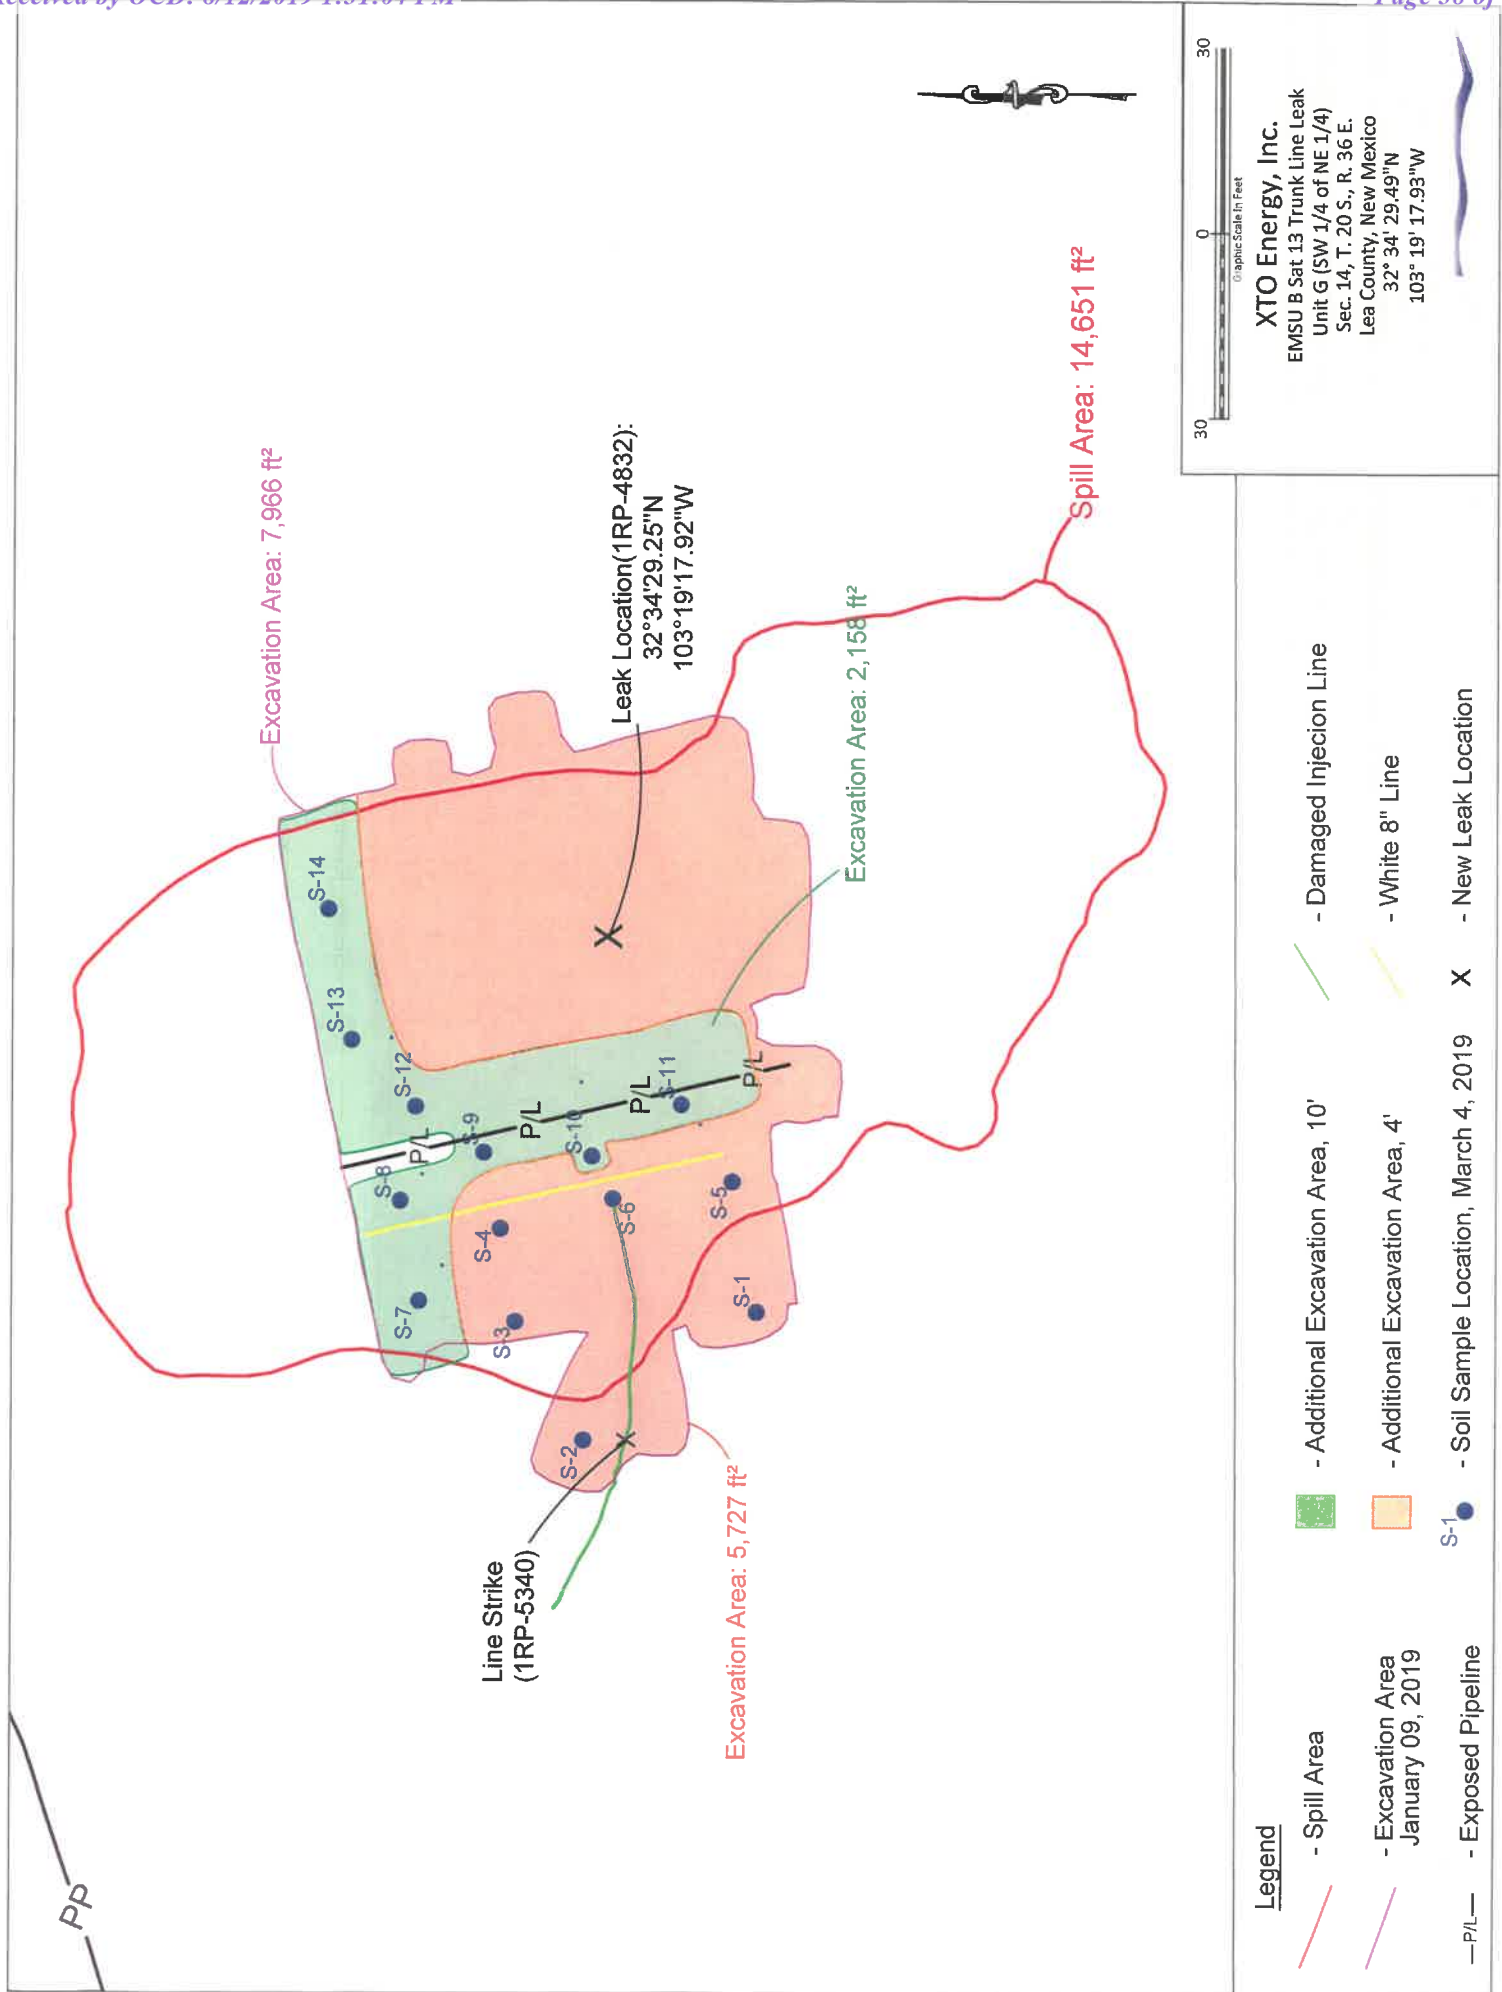 PP
Excavation Area: 7,966 ft²
Leak Location(1RP-4832):
32°34'29.25"N
103°19'17.92"W
Spill Area: 14,651 ft²
Excavation Area: 2,158 ft²
Line Strike
(1RP-5340)
Excavation Area: 5,727 ft²
S-14
S-13
S-12
S-11
S-10
S-9
S-8
S-7
S-6
S-5
S-4
S-3
S-2
S-1
P/L
P/L
P/L
P/L
X
X
30
0
30
Graphic Scale In Feet
XTO Energy, Inc.
EMSU B Sat 13 Trunk Line Leak
Unit G (SW 1/4 of NE 1/4)
Sec. 14, T. 20 S., R. 36 E.
Lea County, New Mexico
32° 34' 29.49"N
103° 19' 17.93"W
Legend
- Spill Area
- Excavation Area
January 09, 2019
—P/L— - Exposed Pipeline
- Additional Excavation Area, 10'
- Additional Excavation Area, 4'
S-1 - Soil Sample Location, March 4, 2019
- Damaged Injecion Line
- White 8" Line
X - New Leak Location